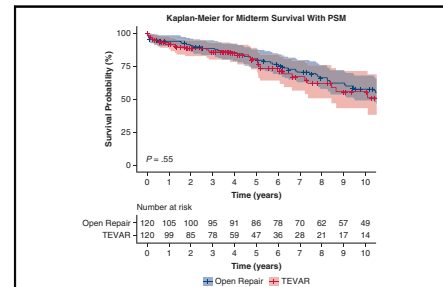 Kaplan-Meier for Midterm Survival With PSM
Survival Probability (%)
100
75
50
25
0
P = .55
0 1 2 3 4 5 6 7 8 9 10
Time (years)
Number at risk
Open Repair 120 105 100 95 91 86 78 70 62 57 49
TEVAR 120 99 85 78 59 47 36 28 21 17 14
0 1 2 3 4 5 6 7 8 9 10
Time (years)
Open Repair TEVAR